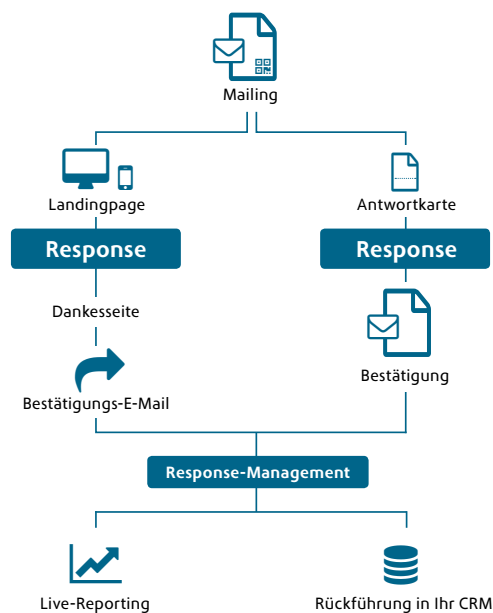 Mailing
Landingpage
Antwortkarte
Response
Response
Dankesseite
Bestätigung
Bestätigungs-E-Mail
Response-Management
Live-Reporting
Rückführung in Ihr CRM